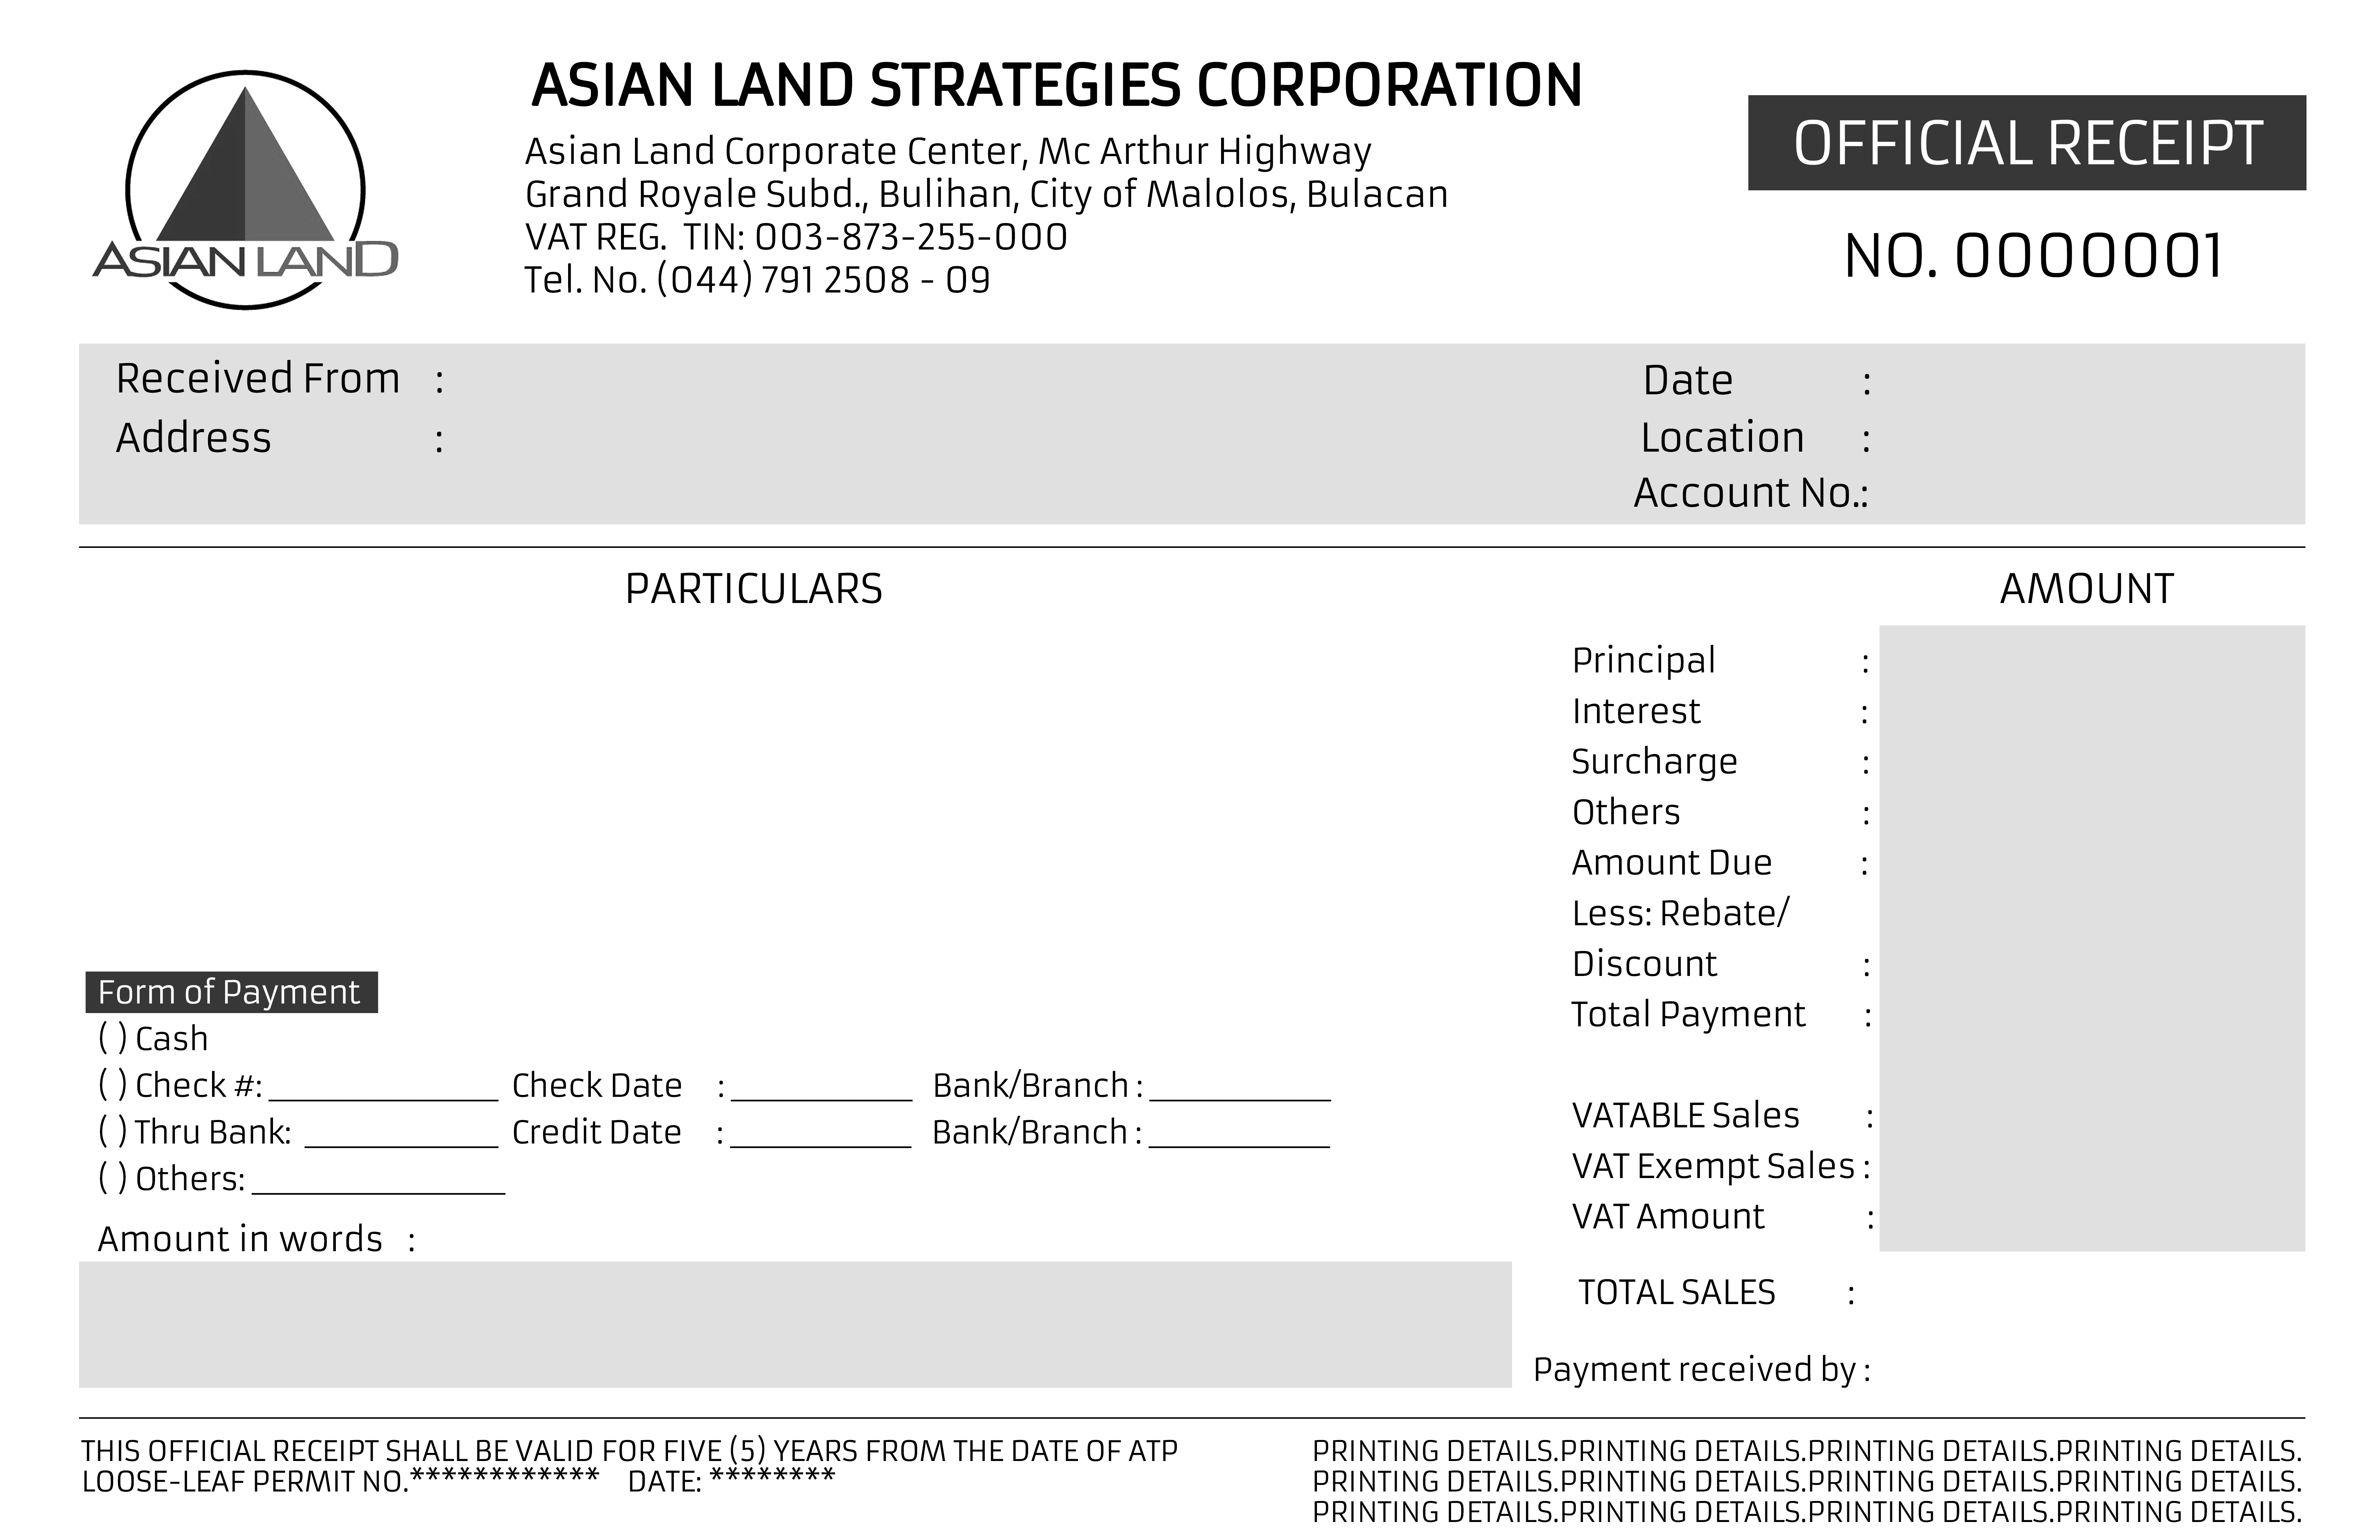 ASIAN LAND
ASIAN LAND STRATEGIES CORPORATION
Asian Land Corporate Center, Mc Arthur Highway
Grand Royale Subd., Bulihan, City of Malolos, Bulacan
VAT REG. TIN: 003-873-255-000
Tel. No. (044) 791 2508 - 09
OFFICIAL RECEIPT
NO. 0000001
Received From :
Address :
Date :
Location :
Account No.:
PARTICULARS
AMOUNT
Principal :
Interest :
Surcharge :
Others :
Amount Due :
Less: Rebate/
Discount :
Total Payment :
VATABLE Sales :
VAT Exempt Sales :
VAT Amount :
TOTAL SALES :
Payment received by :
Form of Payment
( ) Cash
( ) Check #: ____________ Check Date : __________ Bank/Branch : __________
( ) Thru Bank: __________ Credit Date : __________ Bank/Branch : __________
( ) Others: ______________
Amount in words :
THIS OFFICIAL RECEIPT SHALL BE VALID FOR FIVE (5) YEARS FROM THE DATE OF ATP
LOOSE-LEAF PERMIT NO.************ DATE: ********
PRINTING DETAILS.PRINTING DETAILS.PRINTING DETAILS.PRINTING DETAILS.
PRINTING DETAILS.PRINTING DETAILS.PRINTING DETAILS.PRINTING DETAILS.
PRINTING DETAILS.PRINTING DETAILS.PRINTING DETAILS.PRINTING DETAILS.